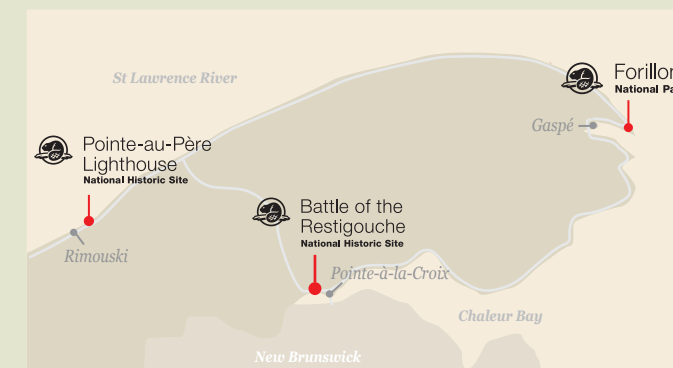 St Lawrence River
Forillon
National Pa
Gaspé
Pointe-au-Père
Lighthouse
National Historic Site
Battle of the
Restigouche
National Historic Site
Rimouski
Pointe-à-la-Croix
Chaleur Bay
New Brunswick